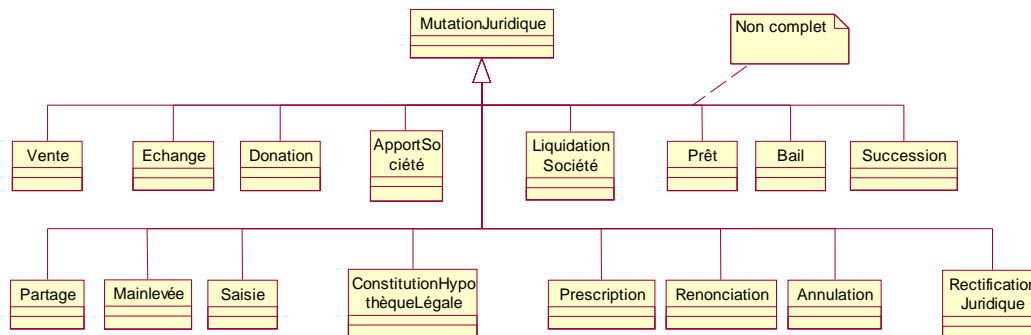 MutationJuridique
Non complet
Vente
Echange
Donation
ApportSo
ciété
Liquidation
Société
Prêt
Bail
Succession
Partage
Mainlevée
Saisie
ConstitutionHypo
thèqueLégale
Prescription
Renonciation
Annulation
Rectification
Juridique